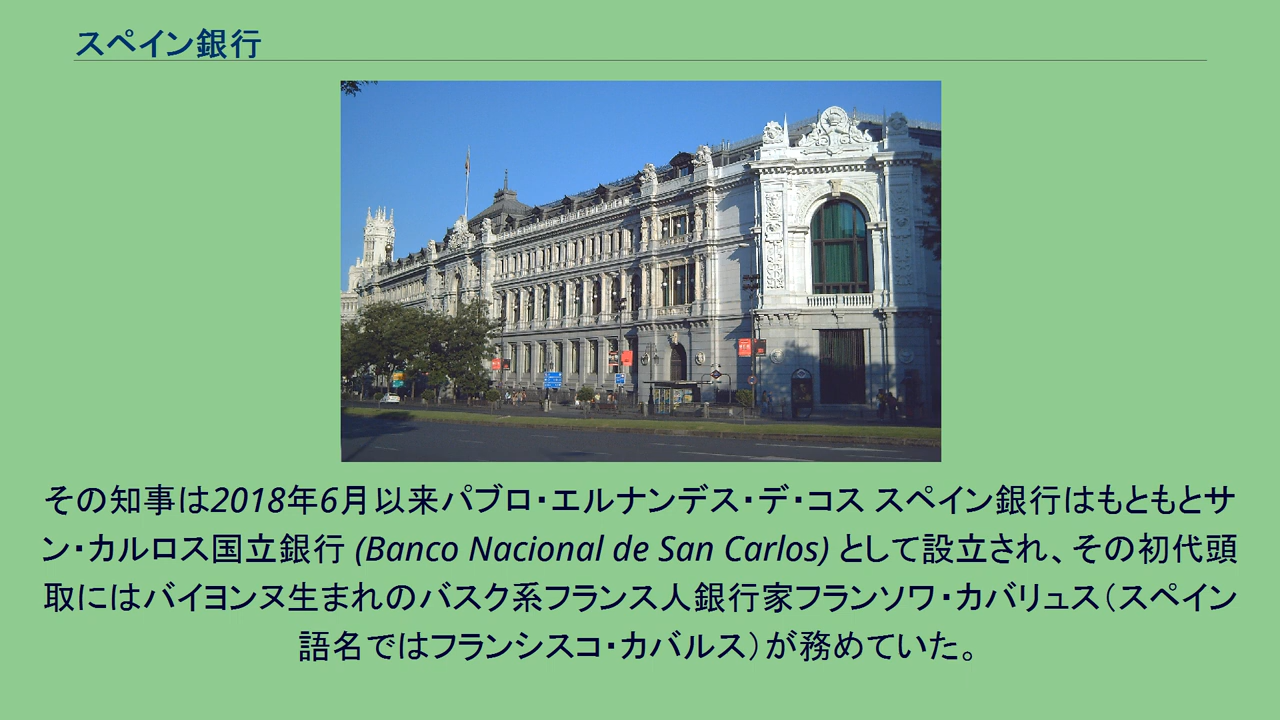 スペイン銀行
その知事は2018年6月以来パブロ・エルナンデス・デ・コス スペイン銀行はもともとサ
ン・カルロス国立銀行 (Banco Nacional de San Carlos) として設立され、その初代頭
取にはバイヨンヌ生まれのバスク系フランス人銀行家フランソワ・カバリュス（スペイン
語名ではフランシスコ・カバルス）が務めていた。